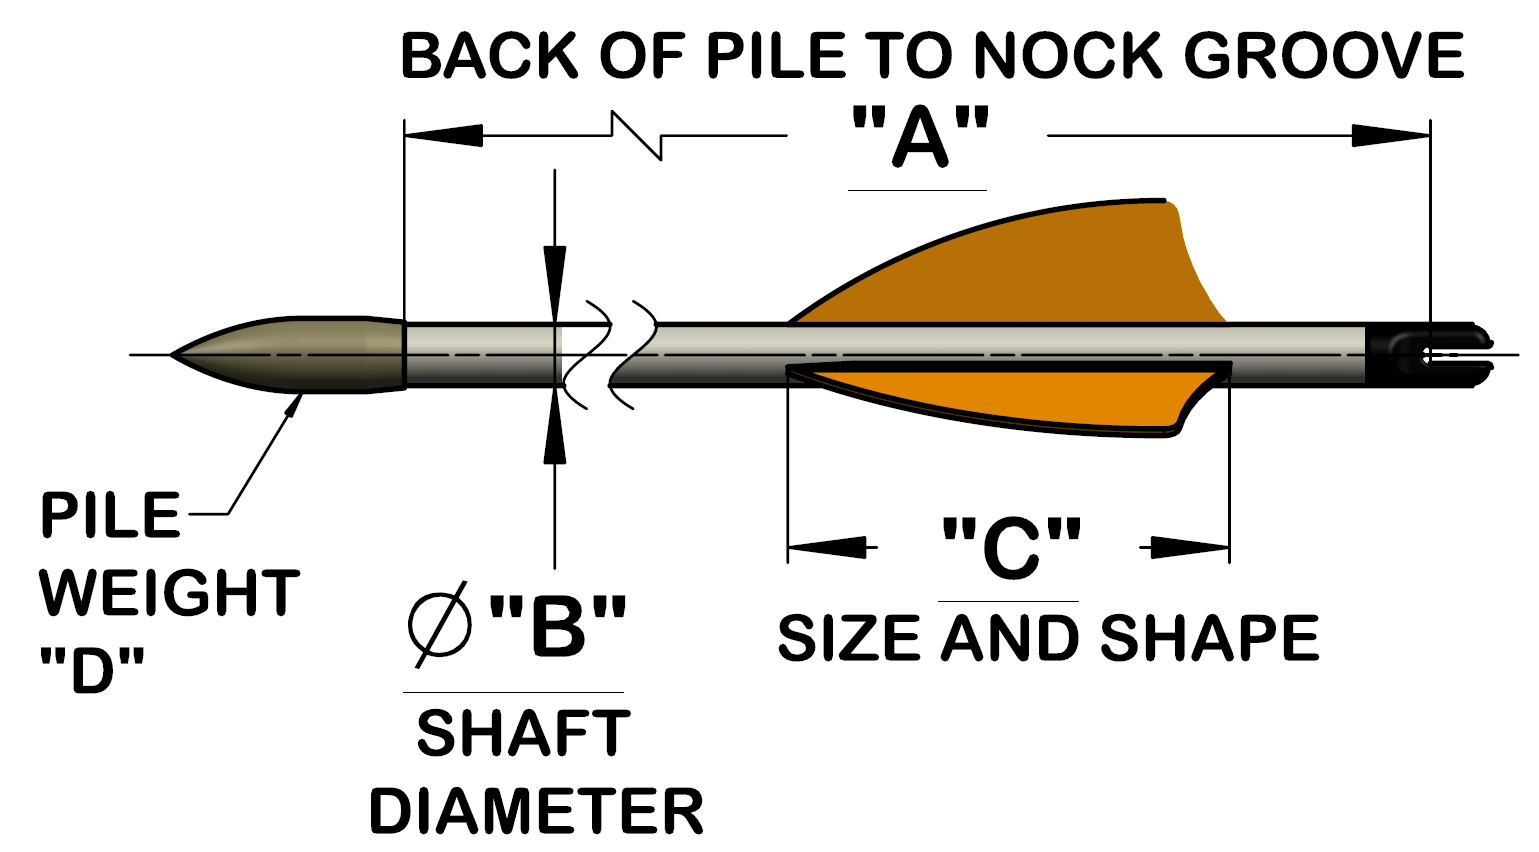 BACK OF PILE TO NOCK GROOVE
"A"
PILE
WEIGHT
"D"
Ø "B"
SHAFT
DIAMETER
"C"
SIZE AND SHAPE